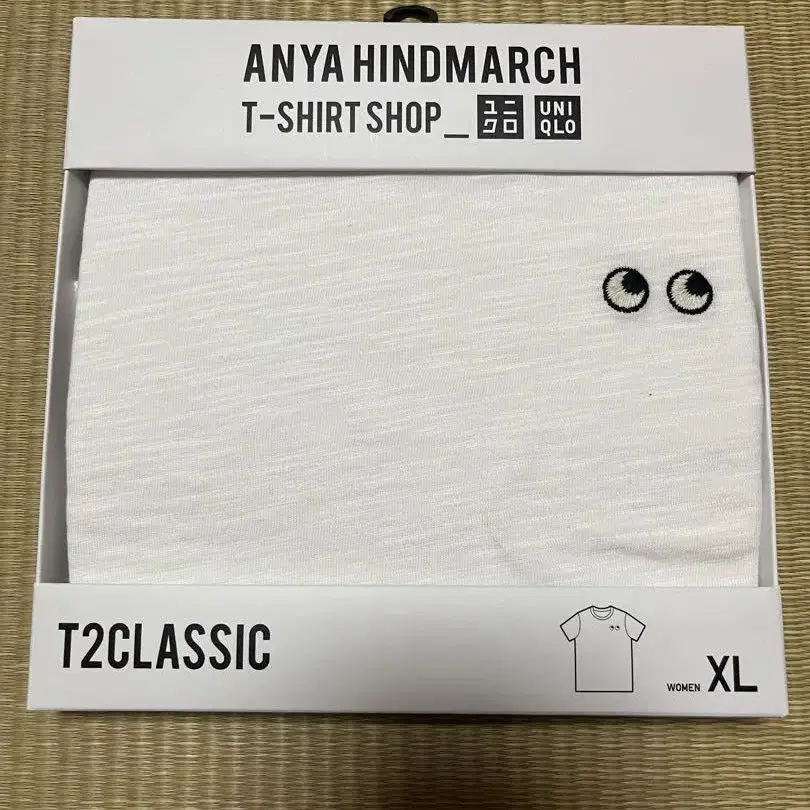 ANYA HINDMARCH
T-SHIRT SHOP_ ユニクロ UNIQLO
T2CLASSIC
WOMEN XL